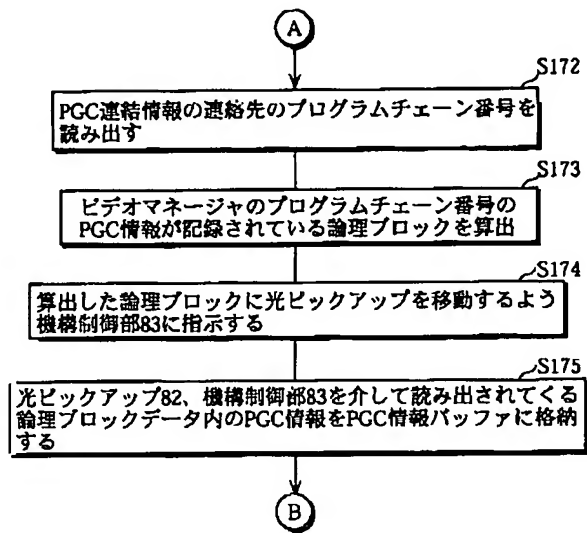 A
S172
PGC連結情報の連絡先のプログラムチェーン番号を
読み出す
S173
ビデオマネージャのプログラムチェーン番号の
PGC情報が記録されている論理ブロックを算出
S174
算出した論理ブロックに光ピックアップを移動するよう
機構制御部83に指示する
S175
光ピックアップ82、機構制御部83を介して読み出されてくる
論理ブロックデータ内のPGC情報をPGC情報バッファに格納
する
B